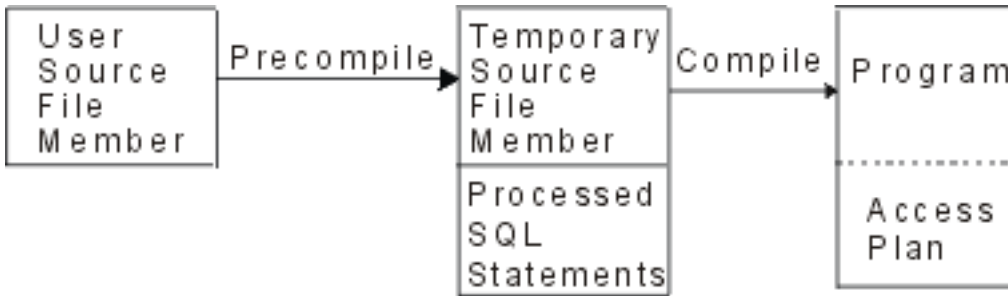 User
Source
File
Member
Precompile
Temporary
Source
File
Member
Processed
SQL
Statements
Compile
Program
Access
Plan